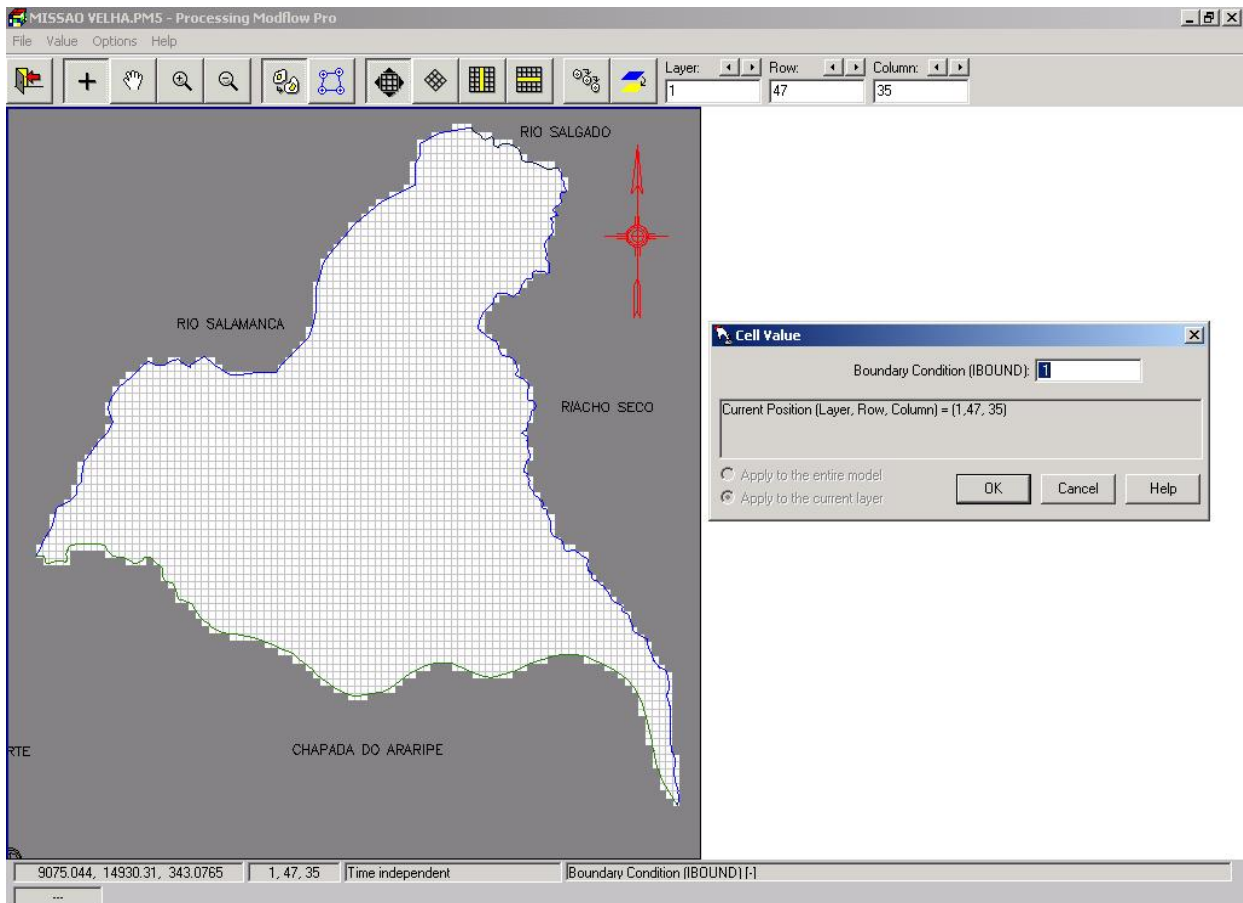 MISSAO VELHA.PM5 - Processing Modflow Pro
File Value Options Help
Layer: Row: Column:
1 47 35
RIO SALGADO
RIO SALAMANCA
RIACHO SECO
CHAPADA DO ARARIPE
RTE
Cell Value
Boundary Condition (IBOUND): 1
Current Position (Layer, Row, Column) = (1,47, 35)
Apply to the entire model
Apply to the current layer
OK Cancel Help
9075.044, 14930.31, 343.0765 1, 47, 35 Time independent Boundary Condition (IBOUND) [-]
---